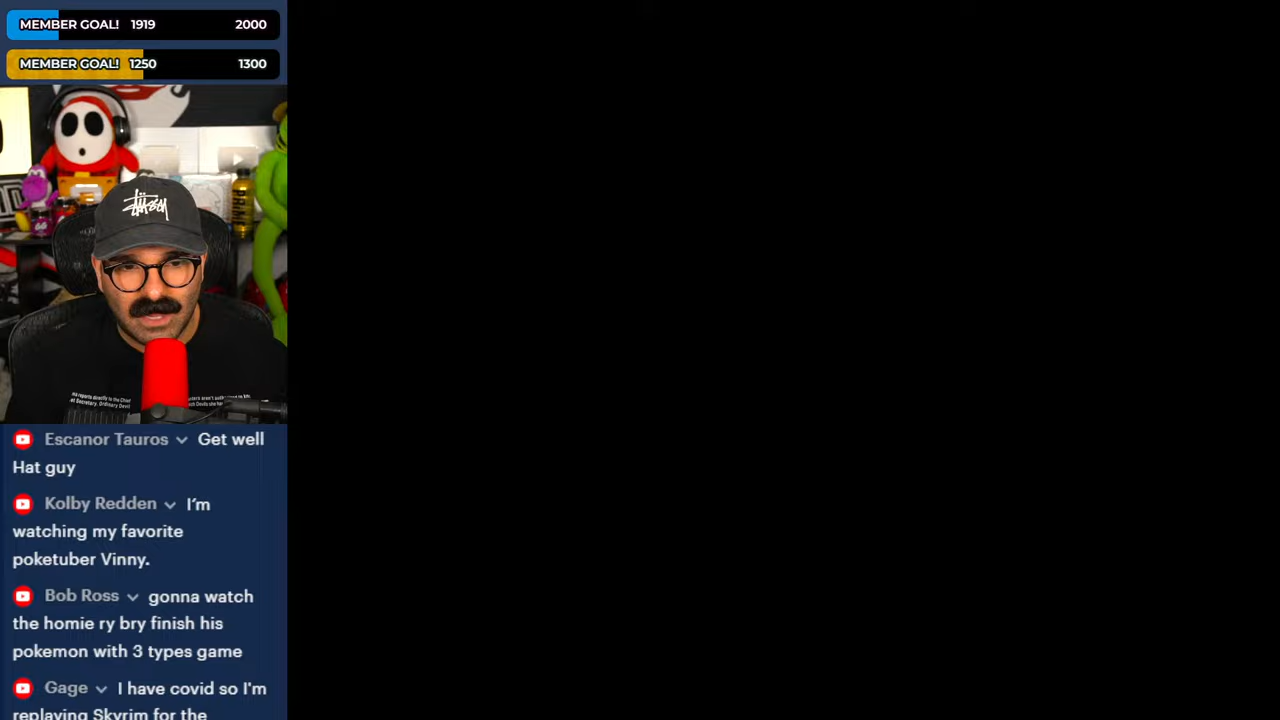 MEMBER GOAL! 1919 2000
MEMBER GOAL! 1250 1300
Stüssy
PRIME
Escanor Tauros Get well
Hat guy
Kolby Redden I'm
watching my favorite
poketuber Vinny.
Bob Ross gonna watch
the homie ry bry finish his
pokemon with 3 types game
Gage I have covid so I'm
replaying Skyrim for the